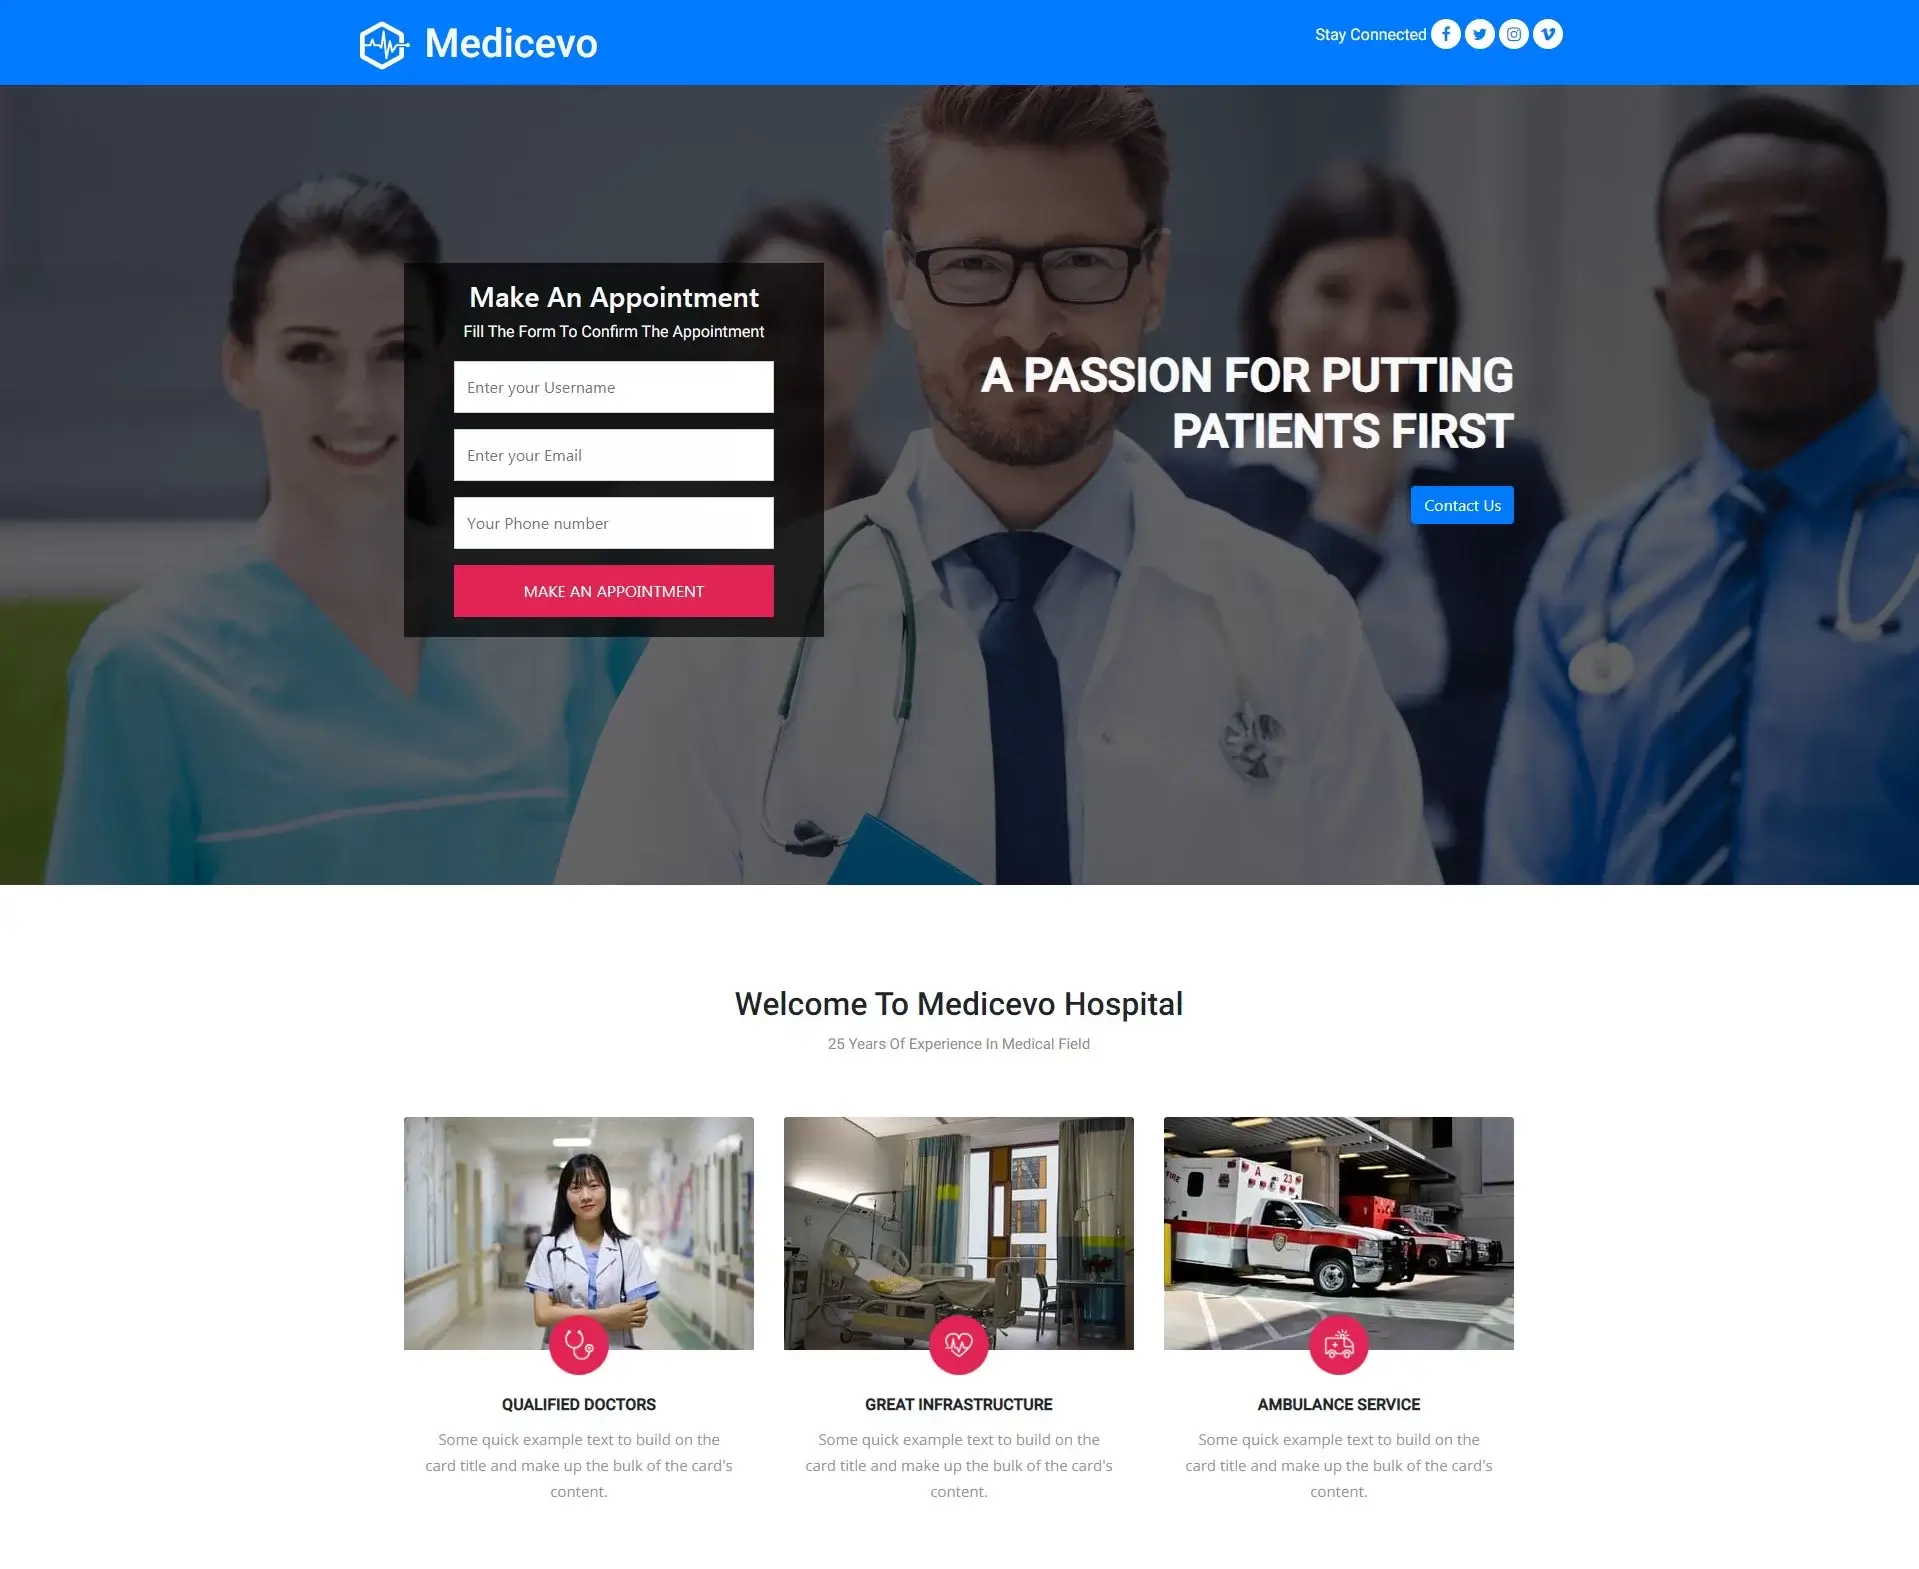 Medicevo
Stay Connected
Make An Appointment
Fill The Form To Confirm The Appointment
Enter your Username
Enter your Email
Your Phone number
MAKE AN APPOINTMENT
A PASSION FOR PUTTING
PATIENTS FIRST
Contact Us
Welcome To Medicevo Hospital
25 Years Of Experience In Medical Field
FIRE
A
23
QUALIFIED DOCTORS
Some quick example text to build on the
card title and make up the bulk of the card's
content.
GREAT INFRASTRUCTURE
Some quick example text to build on the
card title and make up the bulk of the card's
content.
AMBULANCE SERVICE
Some quick example text to build on the
card title and make up the bulk of the card's
content.